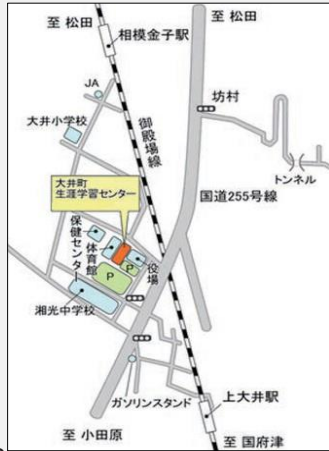 至 松田
至 松田
相模金子駅
JA
坊村
大井小学校
御殿場線
トンネル
大井町
生涯学習センター
国道255号線
保健センター
体育館
役場
P
P
湘光中学校
ガソリンスタンド
上大井駅
至 小田原
至 国府津